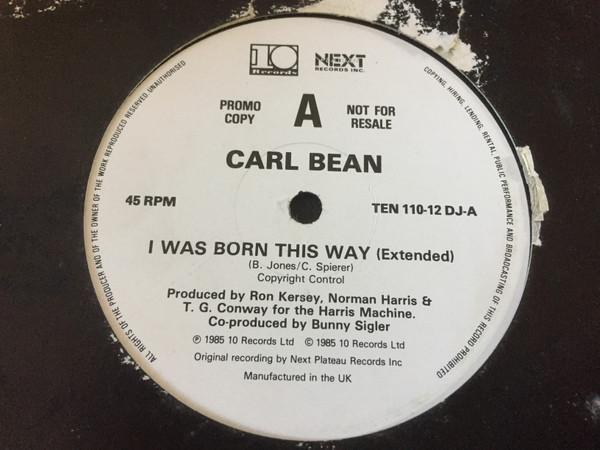 10
Records
NEXT
RECORDS INC.
PROMO
COPY
A
NOT FOR
RESALE
CARL BEAN
45 RPM
TEN 110-12 DJ-A
I WAS BORN THIS WAY (Extended)
(B. Jones/C. Spierer)
Copyright Control
Produced by Ron Kersey, Norman Harris &
T. G. Conway for the Harris Machine.
Co-produced by Bunny Sigler
℗ 1985 10 Records Ltd © 1985 10 Records Ltd
Original recording by Next Plateau Records Inc
Manufactured in the UK
ALL RIGHTS OF THE PRODUCER AND OF THE OWNER OF THE WORK REPRODUCED RESERVED. UNAUTHORISED
COPYING, HIRING, LENDING, RENTAL, PUBLIC PERFORMANCE AND BROADCASTING OF THIS RECORD PROHIBITED